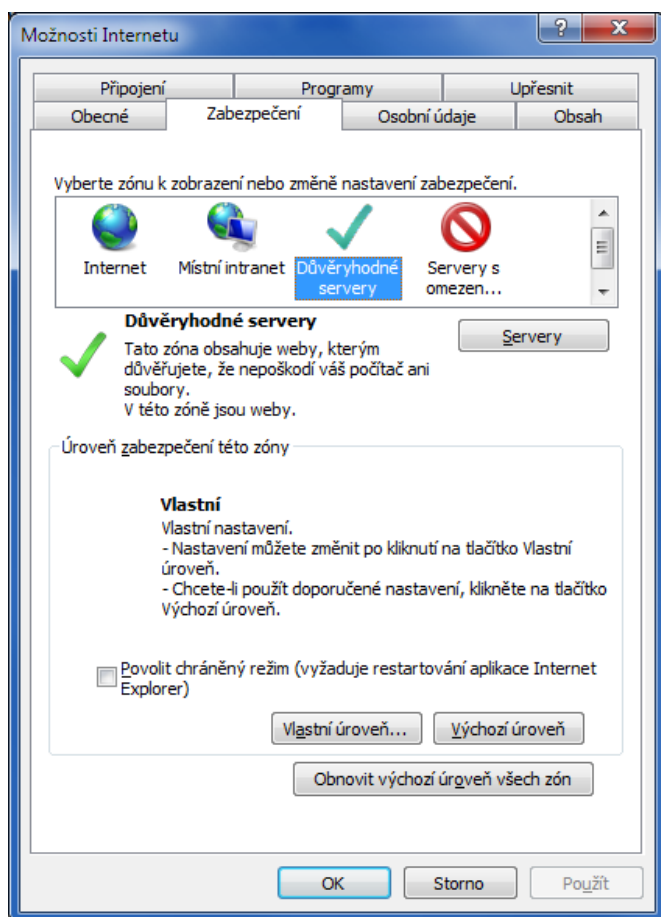 Možnosti Internetu
Připojení Programy Upřesnit
Obecné Zabezpečení Osobní údaje Obsah
Vyberte zónu k zobrazení nebo změně nastavení zabezpečení.
Internet Místní intranet Důvěryhodné servery Servery s omezen...
Důvěryhodné servery
Servery
Tato zóna obsahuje weby, kterým
důvěřujete, že nepoškodí váš počítač ani
soubory.
V této zóně jsou weby.
Úroveň zabezpečení této zóny
Vlastní
Vlastní nastavení.
- Nastavení můžete změnit po kliknutí na tlačítko Vlastní
úroveň.
- Chcete-li použít doporučené nastavení, klikněte na tlačítko
Výchozí úroveň.
Povolit chráněný režim (vyžaduje restartování aplikace Internet
Explorer)
Vlastní úroveň... Výchozí úroveň
Obnovit výchozí úroveň všech zón
OK Storno Použít